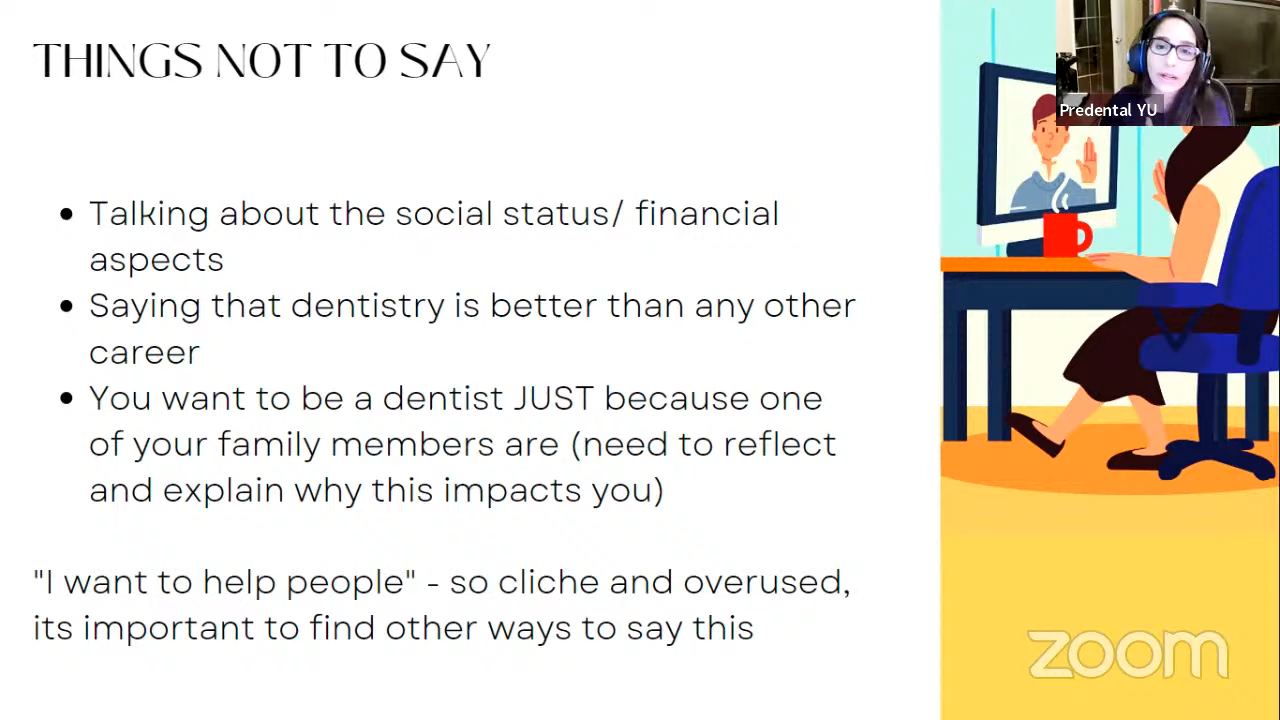 THINGS NOT TO SAY
Predental YU
• Talking about the social status/ financial
aspects
• Saying that dentistry is better than any other
career
• You want to be a dentist JUST because one
of your family members are (need to reflect
and explain why this impacts you)
"I want to help people" - so cliche and overused,
its important to find other ways to say this
zoom